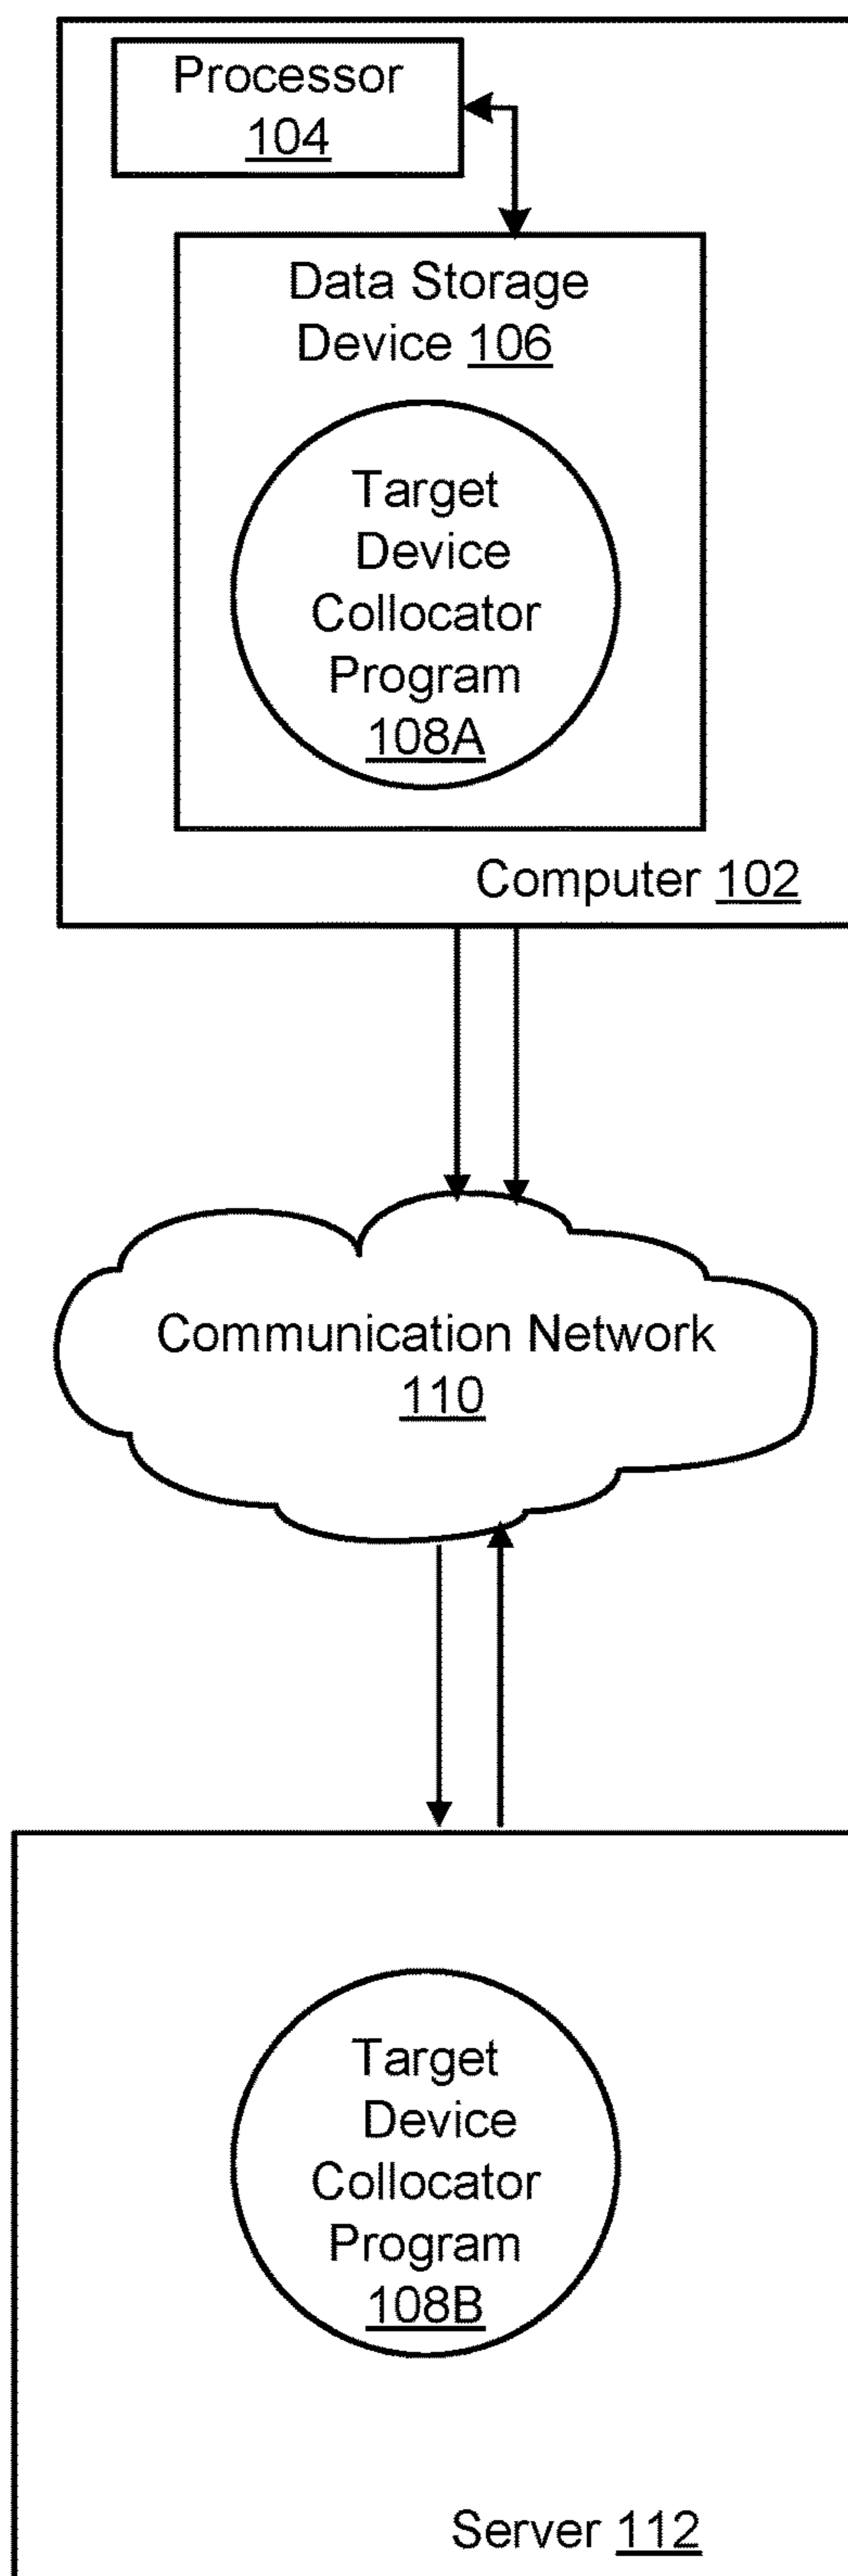 Processor
104
Data Storage
Device 106
Target
Device
Collocator
Program
108A
Computer 102
Communication Network
110
Target
Device
Collocator
Program
108B
Server 112